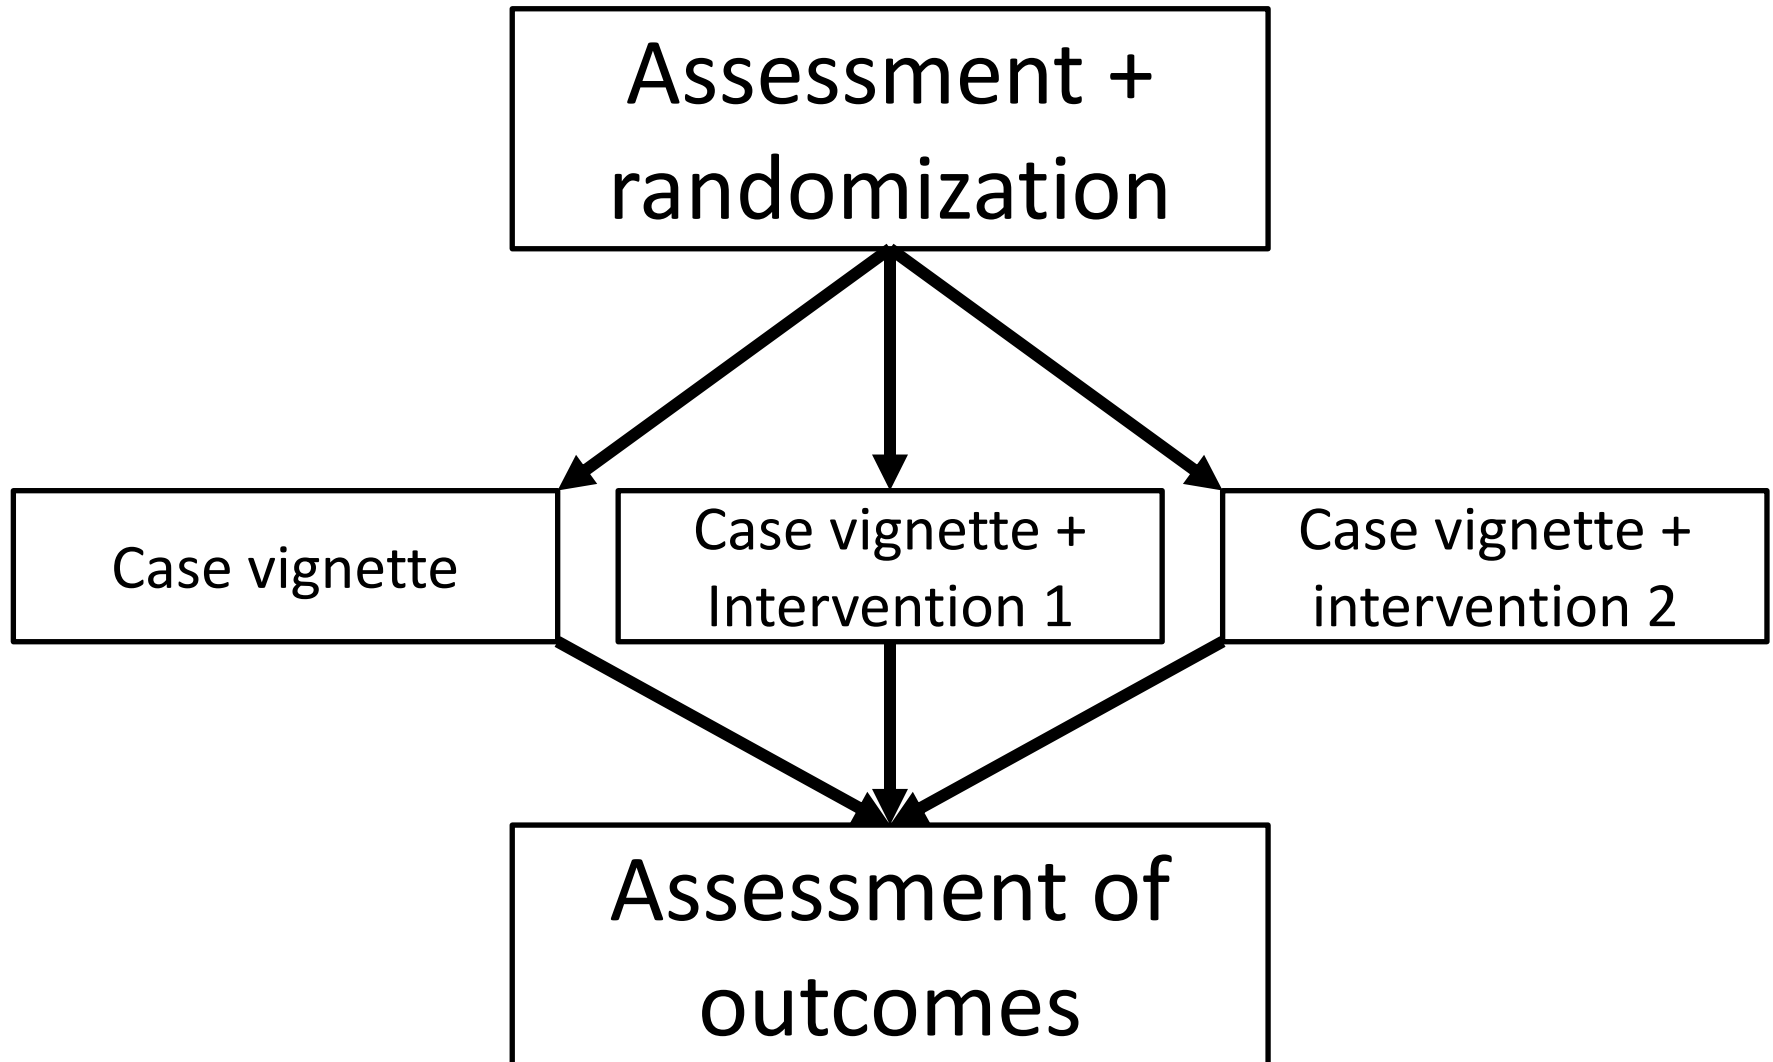 Assessment +
randomization
Case vignette
Case vignette +
Intervention 1
Case vignette +
intervention 2
Assessment of
outcomes